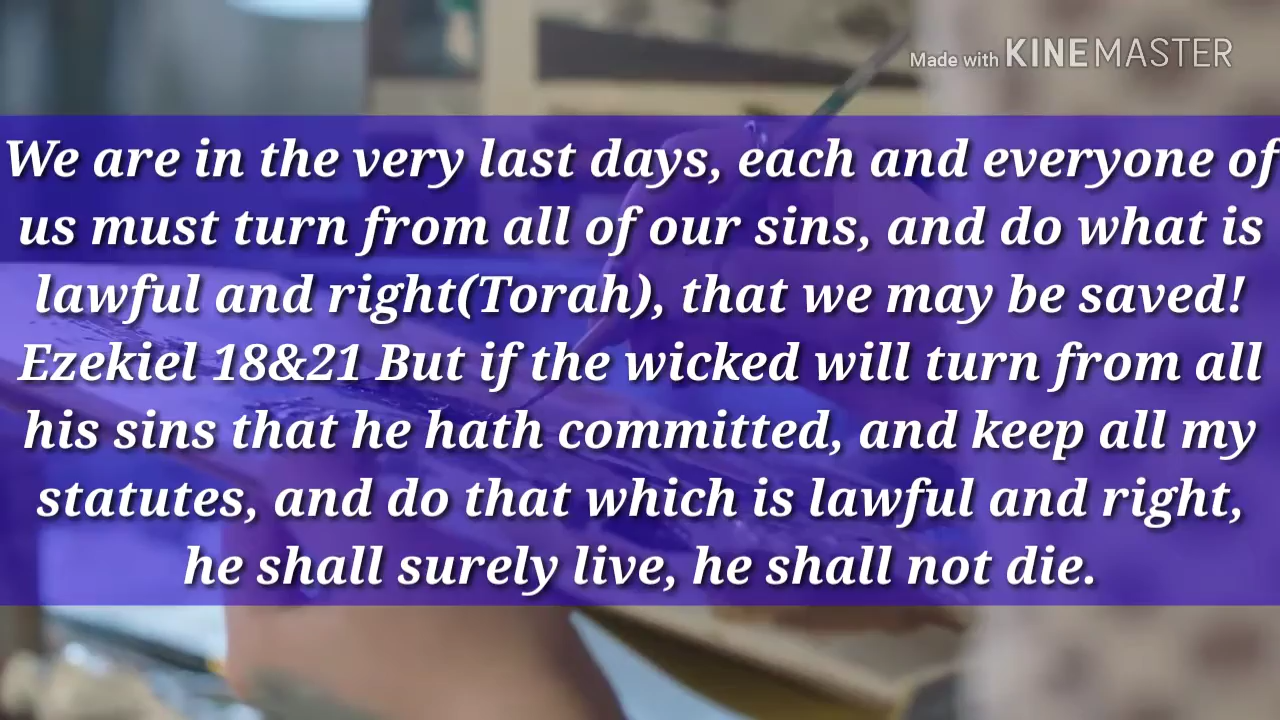 Made with KINEMASTER
We are in the very last days, each and everyone of
us must turn from all of our sins, and do what is
lawful and right(Torah), that we may be saved!
Ezekiel 18&21 But if the wicked will turn from all
his sins that he hath committed, and keep all my
statutes, and do that which is lawful and right,
he shall surely live, he shall not die.